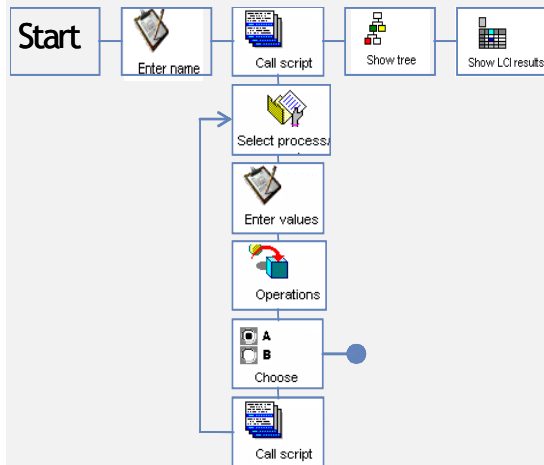 Start
Enter name
Call script
Show tree
Show LCI results
Select process/
Enter values
Operations
A
B
Choose
Call script